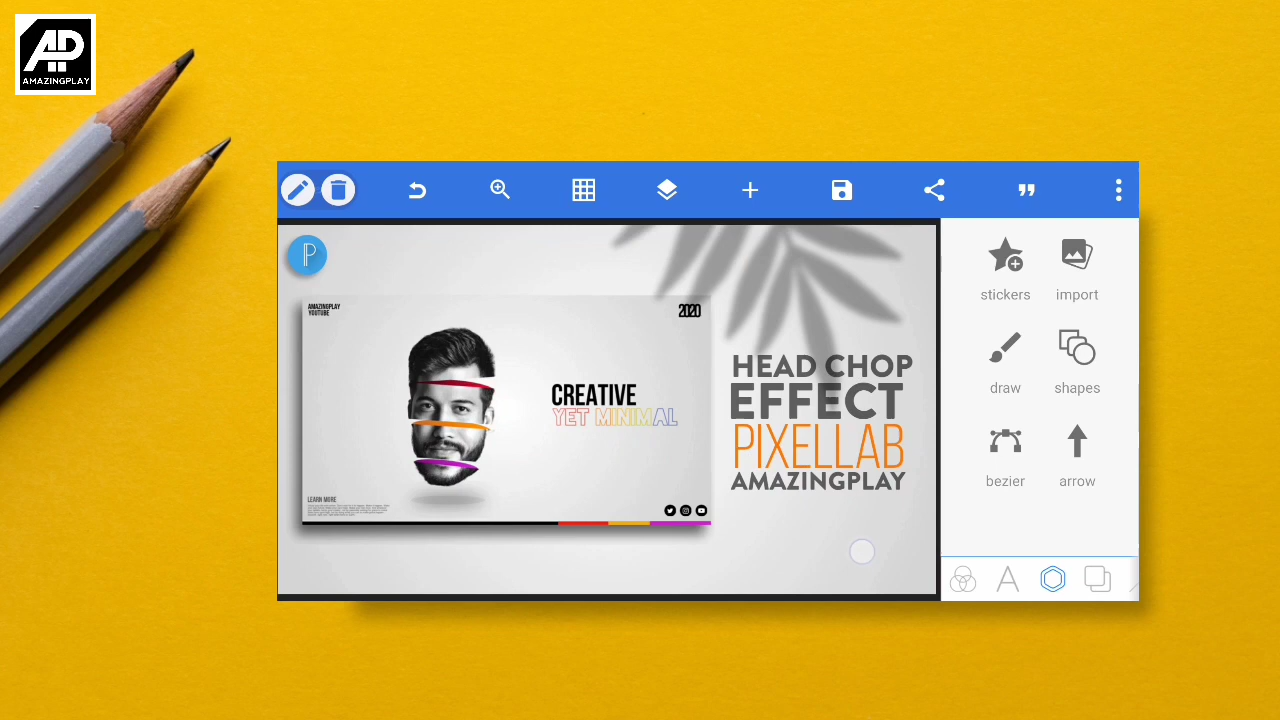 AP
AMAZINGPLAY
P
AMAZINGPLAY
YOUTUBE
2020
CREATIVE
YET MINIMAL
LEARN MORE
HEAD CHOP
EFFECT
PIXELLAB
AMAZINGPLAY
stickers
import
draw
shapes
bezier
arrow
A